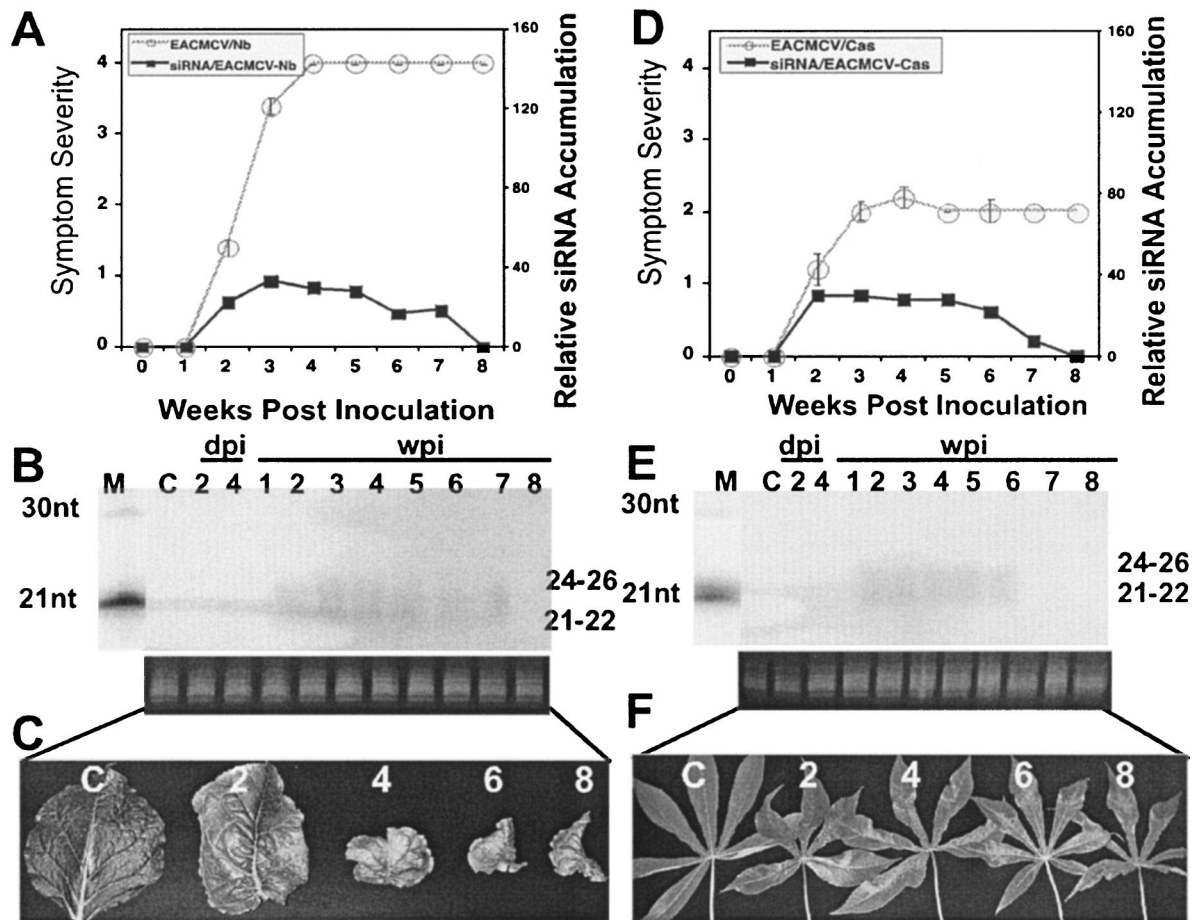 A
Symptom Severity
4
3
2
1
0
EACMCV/Nb
siRNA/EACMCV-Nb
160
120
80
40
0
Relative siRNA Accumulation
0 1 2 3 4 5 6 7 8
Weeks Post Inoculation
D
Symptom Severity
4
3
2
1
0
EACMCV/Cas
siRNA/EACMCV-Cas
160
120
80
40
0
Relative siRNA Accumulation
0 1 2 3 4 5 6 7 8
Weeks Post Inoculation
B
dpi wpi
M C 2 4 1 2 3 4 5 6 7 8
30nt
21nt
24-26
21-22
E
dpi wpi
M C 2 4 1 2 3 4 5 6 7 8
30nt
21nt
24-26
21-22
C
C 2 4 6 8
F
C 2 4 6 8